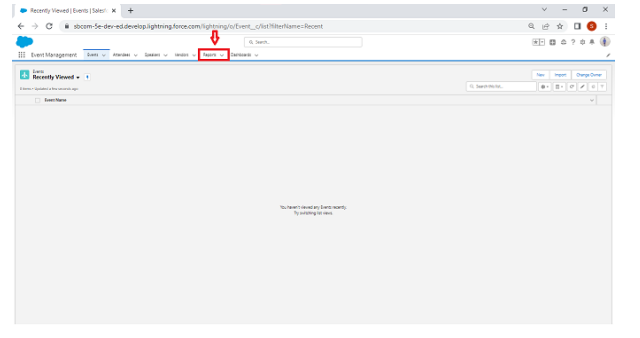 Recently Viewed | Events | Sales
sbcom-5e-dev-ed.develop.lightning.force.com/lightning/o/Event__c/list?filterName=Recent
Search...
Event Management Events Attendees Speakers Vendors Reports Dashboards
Events
Recently Viewed
New Import Change Owner
0 items • Updated a few seconds ago
Search this list...
Event Name
You haven't viewed any Events recently.
Try switching list views.